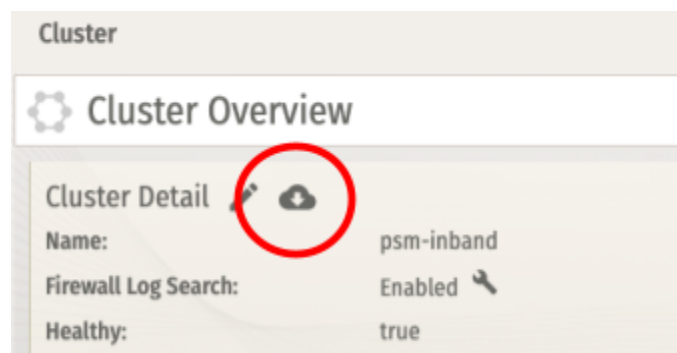 Cluster
Cluster Overview
Cluster Detail
Name: psm-inband
Firewall Log Search: Enabled
Healthy: true